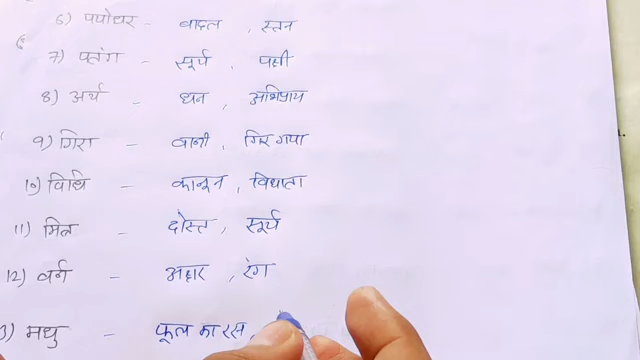 6) पयोधर - बादल , स्तन
7) पतंग - सूर्य , पक्षी
8) अर्थ - धन , अभिप्राय
9) गिरा - वानी , गिर गया
10) विधि - कानून , विधाता
11) मित्र - दोस्त , सूर्य
12) वर्न - अक्षर , रंग
3) मधु - फूल का रस ,